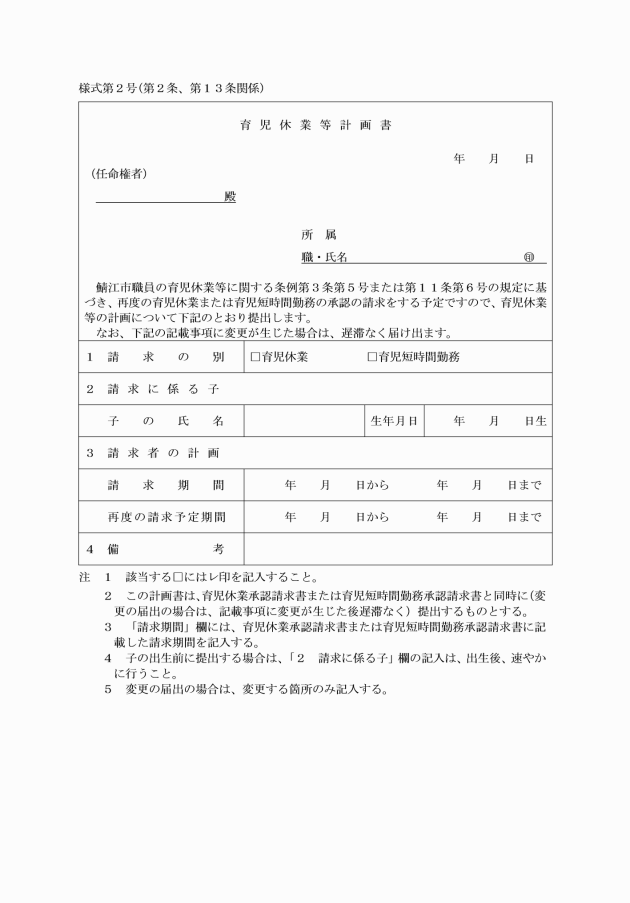 様式第２号（第２条、第１３条関係）
育児休業等計画書
年　　月　　日
（任命権者）
殿
所　属
職・氏名　　　　　　　　　　　　　　　㊞
鯖江市職員の育児休業等に関する条例第３条第５号または第１１条第６号の規定に基
づき、再度の育児休業または育児短時間勤務の承認の請求をする予定ですので、育児休業
等の計画について下記のとおり提出します。
なお、下記の記載事項に変更が生じた場合は、遅滞なく届け出ます。
１　請求の別　□育児休業　　　　　□育児短時間勤務
２　請求に係る子
子の氏名　　生年月日　　年　　月　　日生
３　請求者の計画
請求期間　　年　　月　　日から　　　　年　　月　　日まで
再度の請求予定期間　　年　　月　　日から　　　　年　　月　　日まで
４　備考
注　１　該当する□にはレ印を記入すること。
２　この計画書は、育児休業承認請求書または育児短時間勤務承認請求書と同時に（変
更の届出の場合は、記載事項に変更が生じた後遅滞なく）提出するものとする。
３　「請求期間」欄には、育児休業承認請求書または育児短時間勤務承認請求書に記
載した請求期間を記入する。
４　子の出生前に提出する場合は、「２　請求に係る子」欄の記入は、出生後、速やか
に行うこと。
５　変更の届出の場合は、変更する箇所のみ記入する。